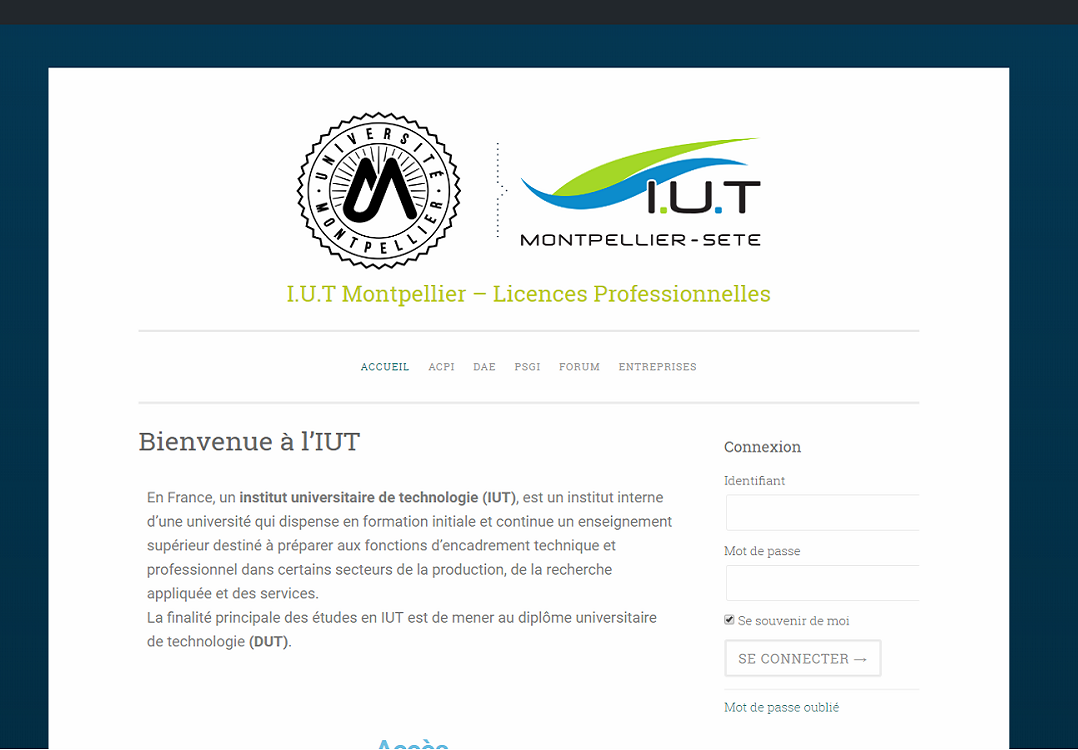 UNIVERSITÉ
MONTPELLIER
I.U.T
MONTPELLIER - SETE
I.U.T Montpellier – Licences Professionnelles
ACCUEIL ACPI DAE PSGI FORUM ENTREPRISES
Bienvenue à l’IUT
En France, un institut universitaire de technologie (IUT), est un institut interne
d’une université qui dispense en formation initiale et continue un enseignement
supérieur destiné à préparer aux fonctions d’encadrement technique et
professionnel dans certains secteurs de la production, de la recherche
appliquée et des services.
La finalité principale des études en IUT est de mener au diplôme universitaire
de technologie (DUT).
Accès
Connexion
Identifiant
Mot de passe
Se souvenir de moi
SE CONNECTER →
Mot de passe oublié